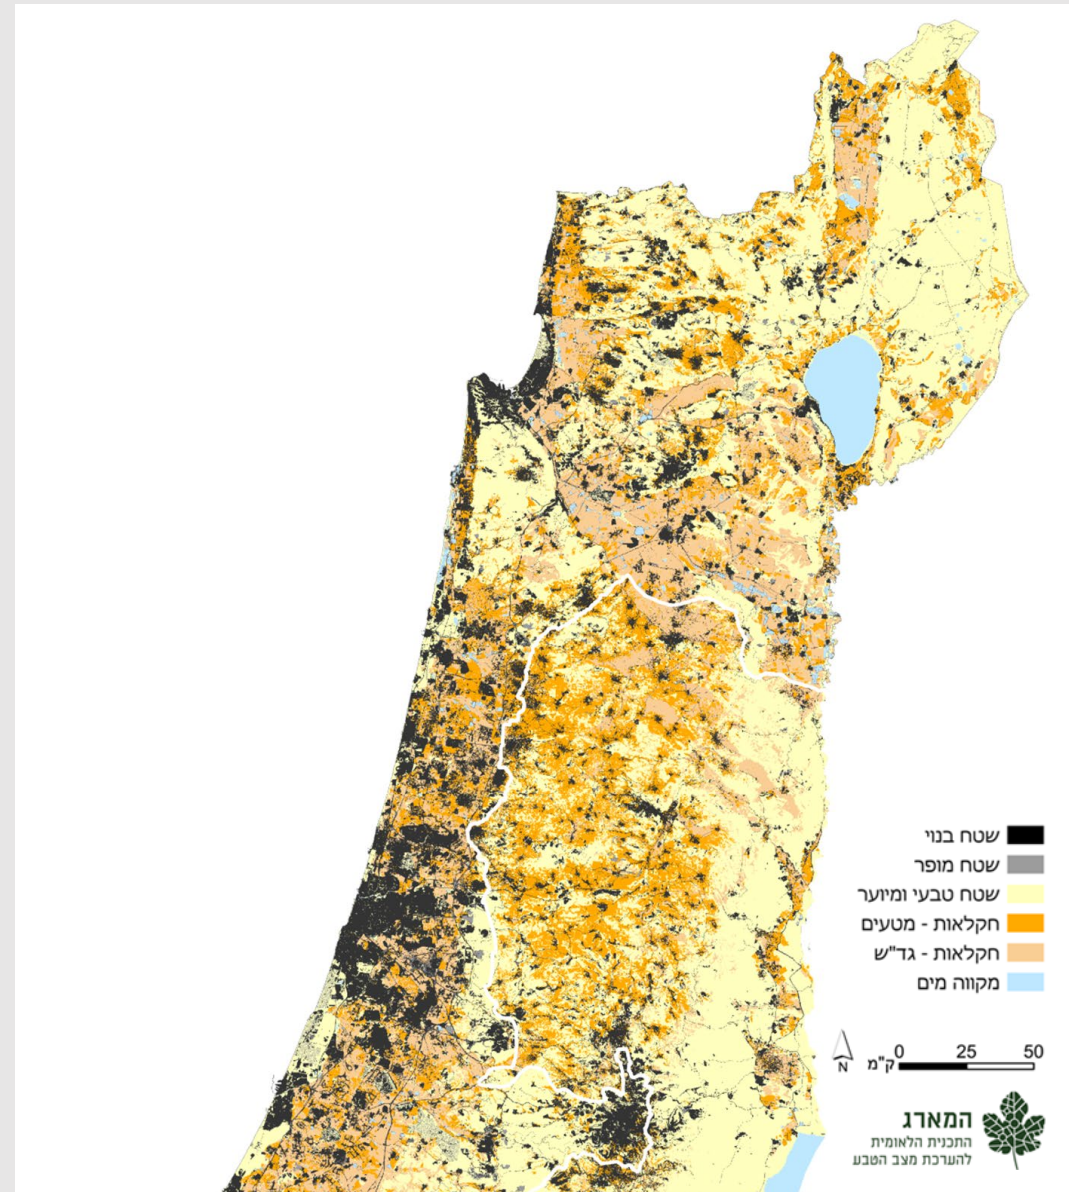 שטח בנוי
שטח מופר
שטח טבעי ומיוער
חקלאות - מטעים
חקלאות - גד"ש
מקווה מים
N
ק"מ 0 25 50
המארג
התכנית הלאומית
להערכת מצב הטבע